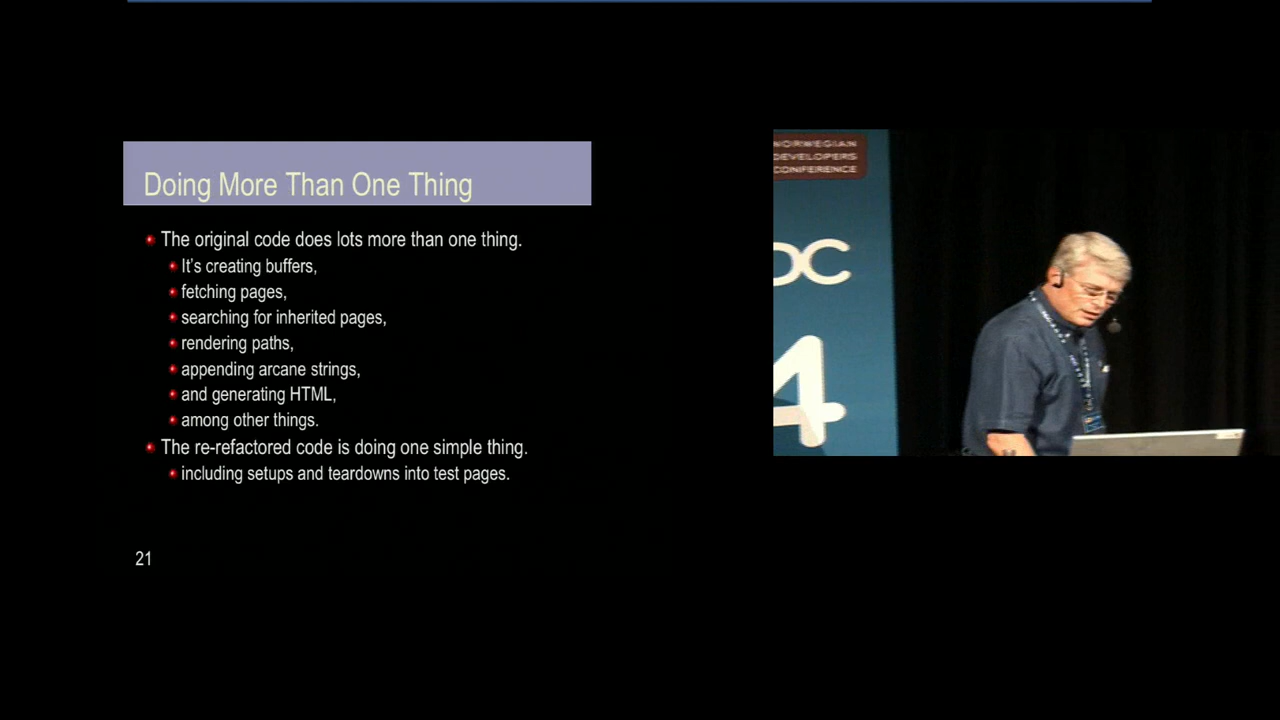 Doing More Than One Thing
The original code does lots more than one thing.
It's creating buffers,
fetching pages,
searching for inherited pages,
rendering paths,
appending arcane strings,
and generating HTML,
among other things.
The re-refactored code is doing one simple thing.
including setups and teardowns into test pages.
21
NORWEGIAN
DEVELOPERS
CONFERENCE
DC
4